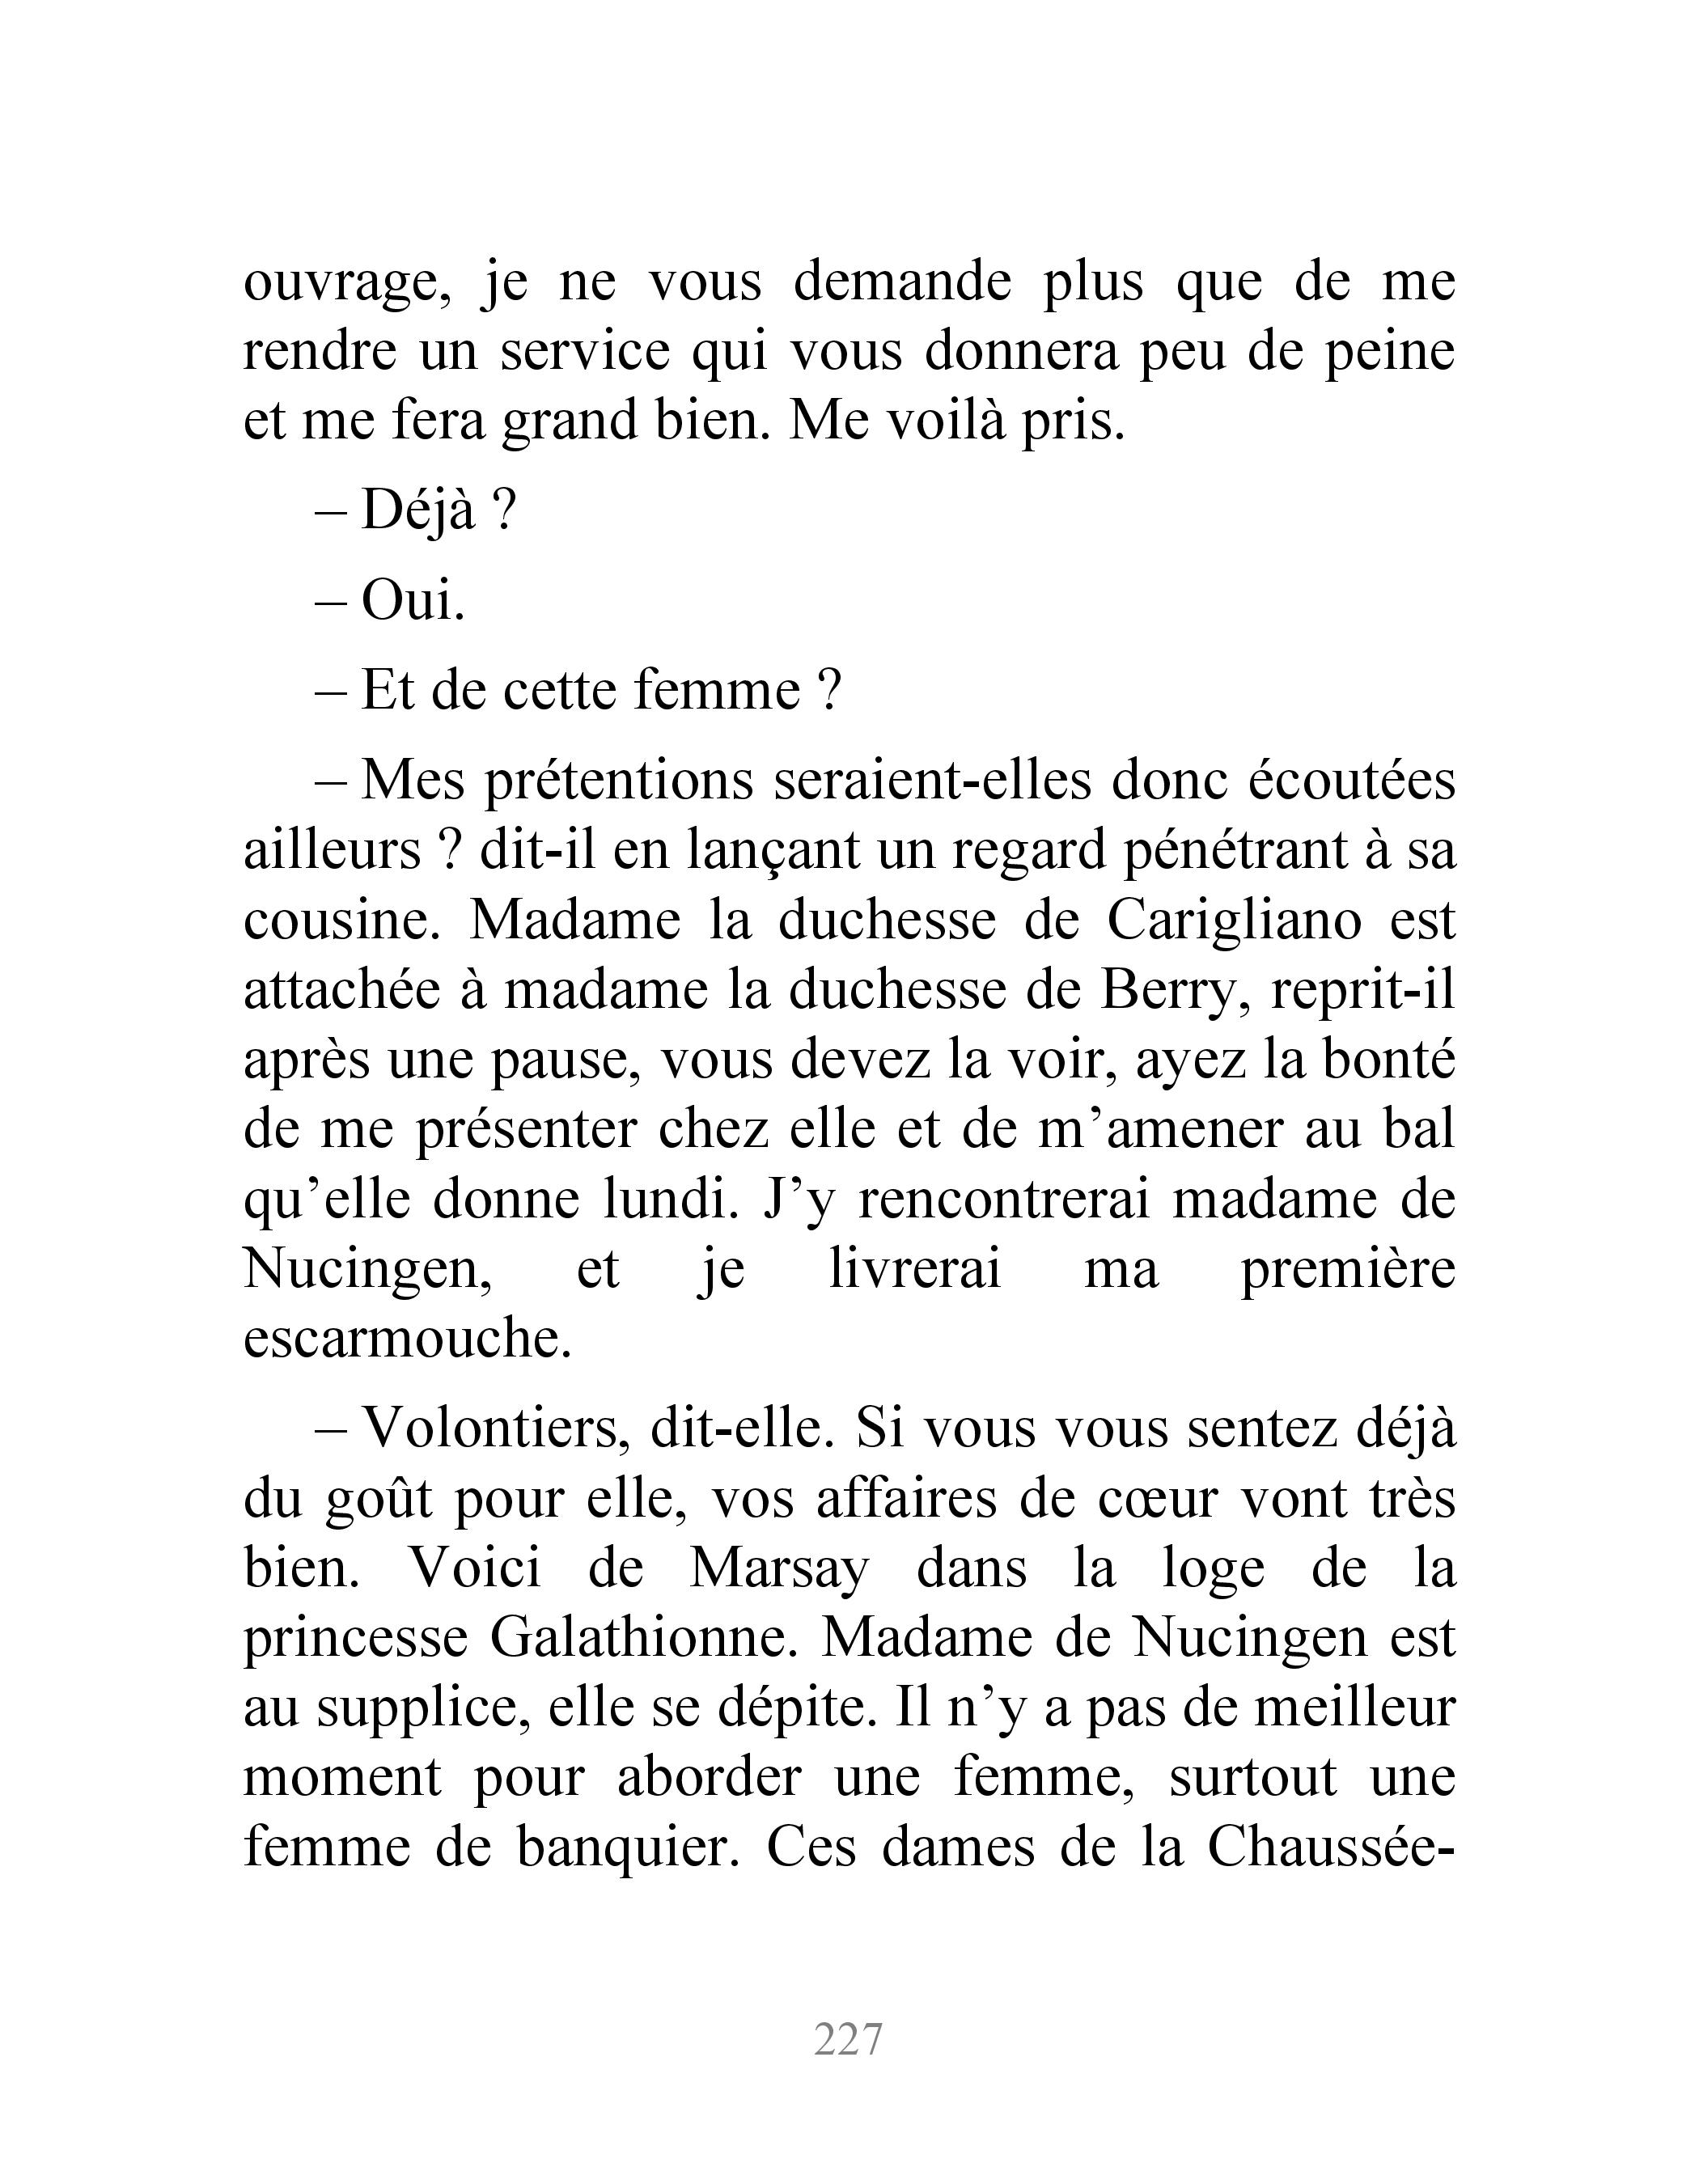 ouvrage, je ne vous demande plus que de me
rendre un service qui vous donnera peu de peine
et me fera grand bien. Me voilà pris.
– Déjà ?
– Oui.
– Et de cette femme ?
– Mes prétentions seraient-elles donc écoutées
ailleurs ? dit-il en lançant un regard pénétrant à sa
cousine. Madame la duchesse de Carigliano est
attachée à madame la duchesse de Berry, reprit-il
après une pause, vous devez la voir, ayez la bonté
de me présenter chez elle et de m’amener au bal
qu’elle donne lundi. J’y rencontrerai madame de
Nucingen, et je livrerai ma première
escarmouche.
– Volontiers, dit-elle. Si vous vous sentez déjà
du goût pour elle, vos affaires de cœur vont très
bien. Voici de Marsay dans la loge de la
princesse Galathionne. Madame de Nucingen est
au supplice, elle se dépite. Il n’y a pas de meilleur
moment pour aborder une femme, surtout une
femme de banquier. Ces dames de la Chaussée-
227